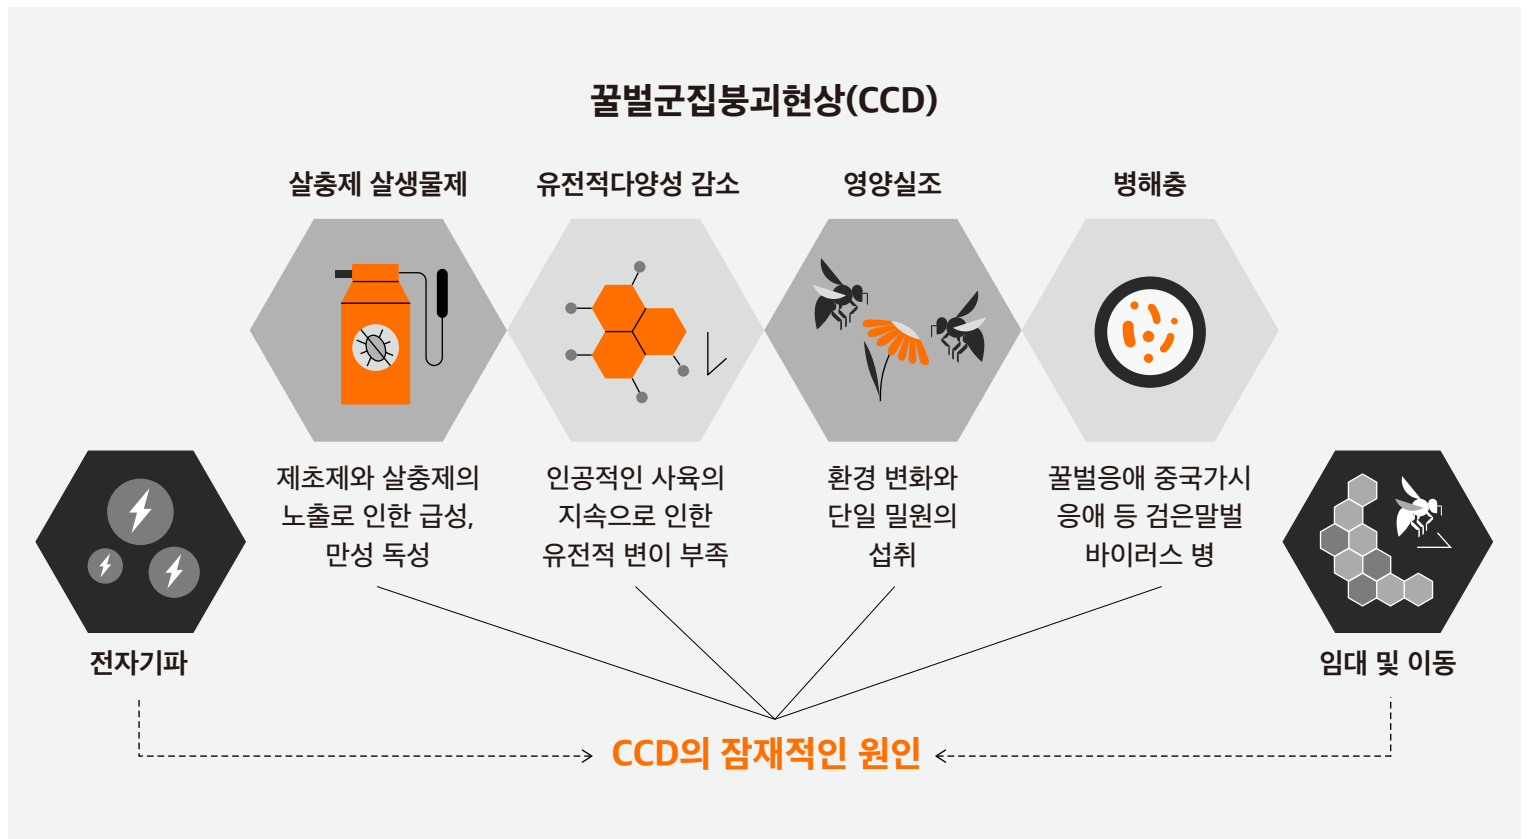 꿀벌군집붕괴현상(CCD)
살충제 살생물제
유전적다양성 감소
영양실조
병해충
제초제와 살충제의
노출로 인한 급성,
만성 독성
인공적인 사육의
지속으로 인한
유전적 변이 부족
환경 변화와
단일 밀원의
섭취
꿀벌응애 중국가시
응애 등 검은말벌
바이러스 병
전자기파
임대 및 이동
CCD의 잠재적인 원인